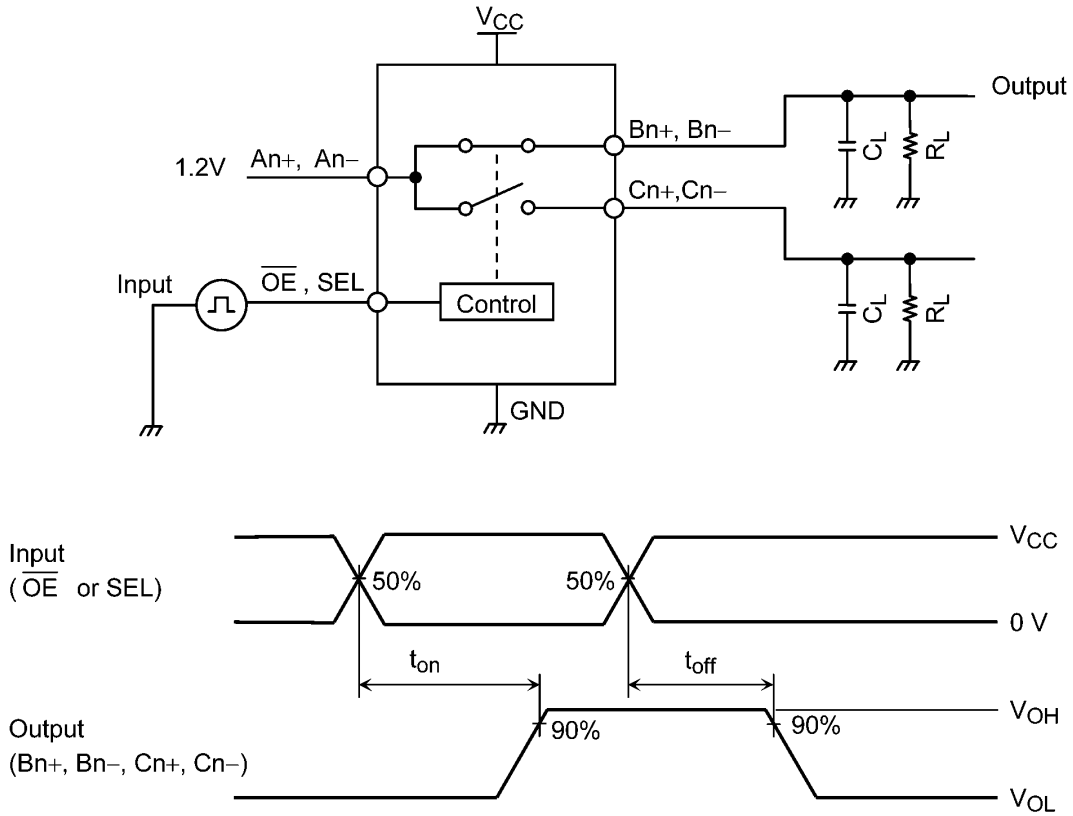 VCC
Output
Bn+, Bn−
CL
RL
1.2V
An+, An−
Cn+,Cn−
Input
OE , SEL
Control
CL
RL
GND
Input
(OE or SEL)
50%
50%
VCC
0 V
ton
toff
Output
(Bn+, Bn−, Cn+, Cn−)
90%
90%
VOH
VOL